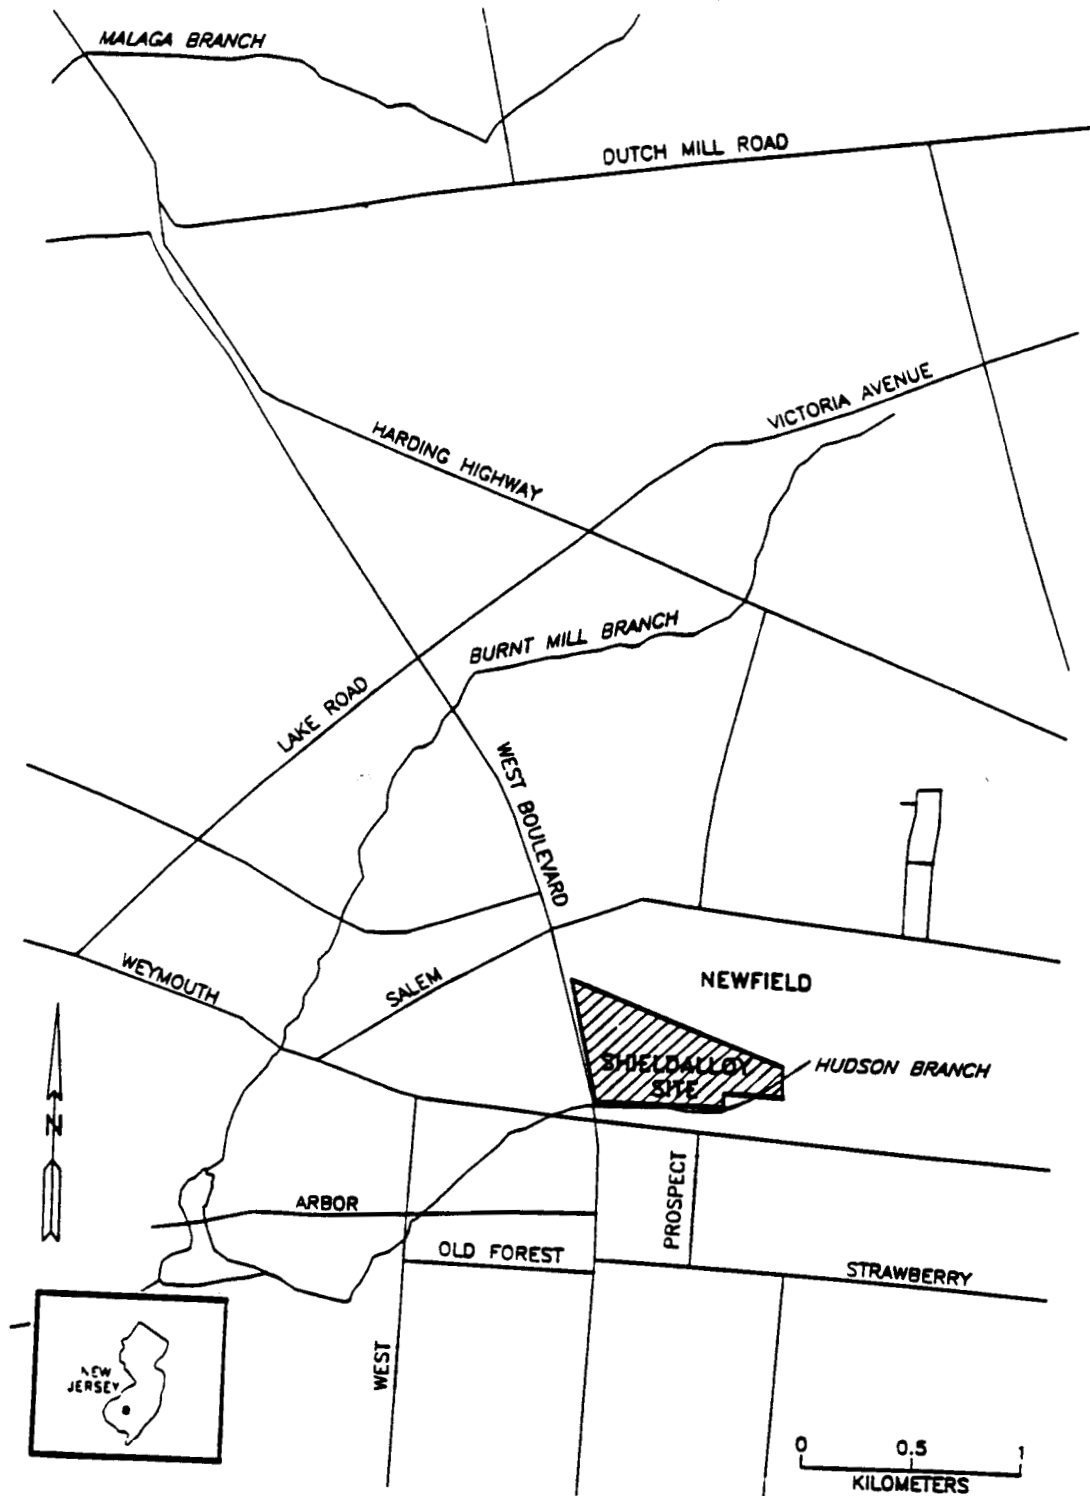 MALAGA BRANCH
DUTCH MILL ROAD
VICTORIA AVENUE
HARDING HIGHWAY
BURNT MILL BRANCH
LAKE ROAD
WEST BOULEVARD
WEYMOUTH
SALEM
NEWFIELD
SHIELDALLOY
SITE
HUDSON BRANCH
N
PROSPECT
ARBOR
OLD FOREST
STRAWBERRY
WEST
NEW
JERSEY
0 0.5 1
KILOMETERS